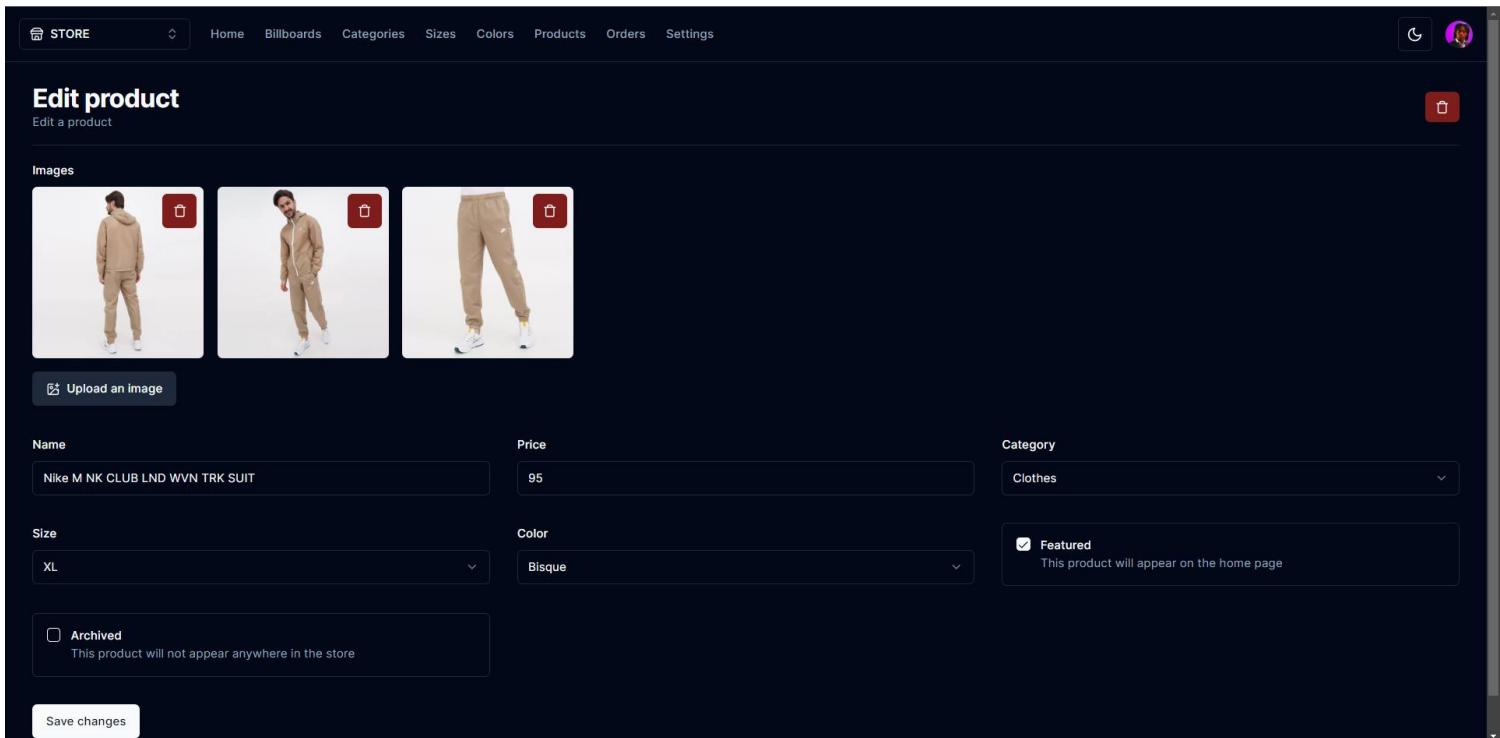 STORE
Home Billboards Categories Sizes Colors Products Orders Settings
Edit product
Edit a product
Images
Upload an image
Name
Price
Category
Nike M NK CLUB LND WVN TRK SUIT
95
Clothes
Size
Color
XL
Bisque
Featured
This product will appear on the home page
Archived
This product will not appear anywhere in the store
Save changes